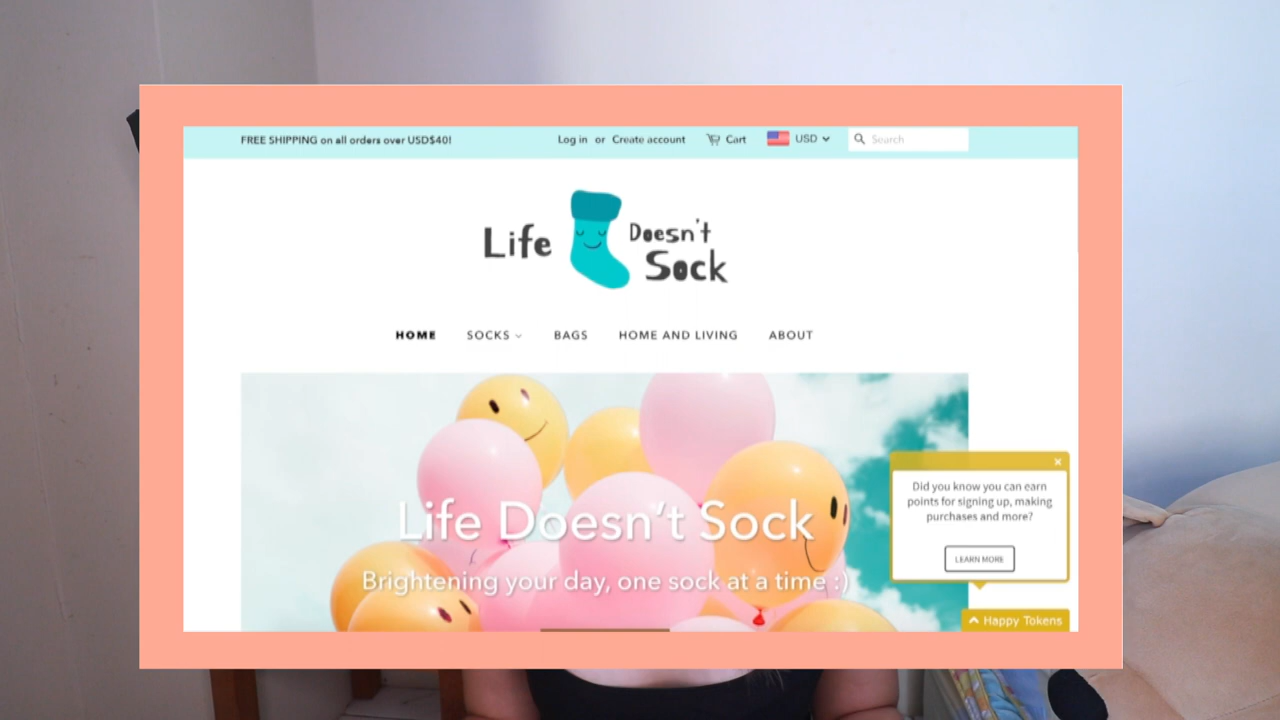 FREE SHIPPING on all orders over USD$40!
Log in or Create account
Cart
USD
Search
Life Doesn't Sock
HOME
SOCKS
BAGS
HOME AND LIVING
ABOUT
Life Doesn't Sock
Brightening your day, one sock at a time :)
Did you know you can earn
points for signing up, making
purchases and more?
LEARN MORE
Happy Tokens